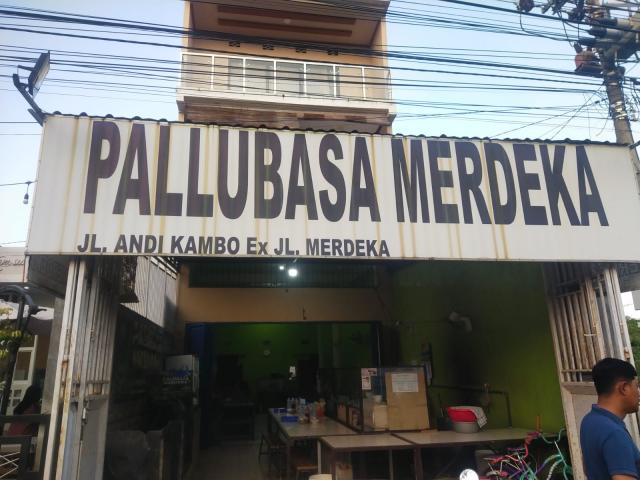 PALLUBASA MERDEKA
JL. ANDI KAMBO Ex JL. MERDEKA